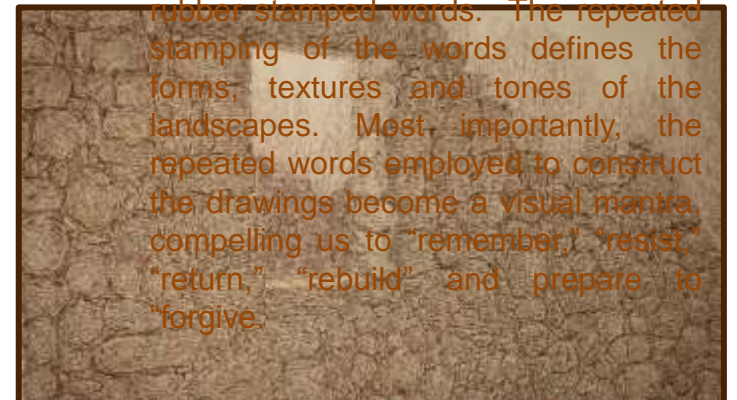 rubber stamped words. The repeated
stamping of the words defines the
forms, textures and tones of the
landscapes. Most importantly, the
repeated words employed to construct
the drawings become a visual mantra,
compelling us to “remember,” “resist,”
“return,” “rebuild” and prepare to
“forgive.